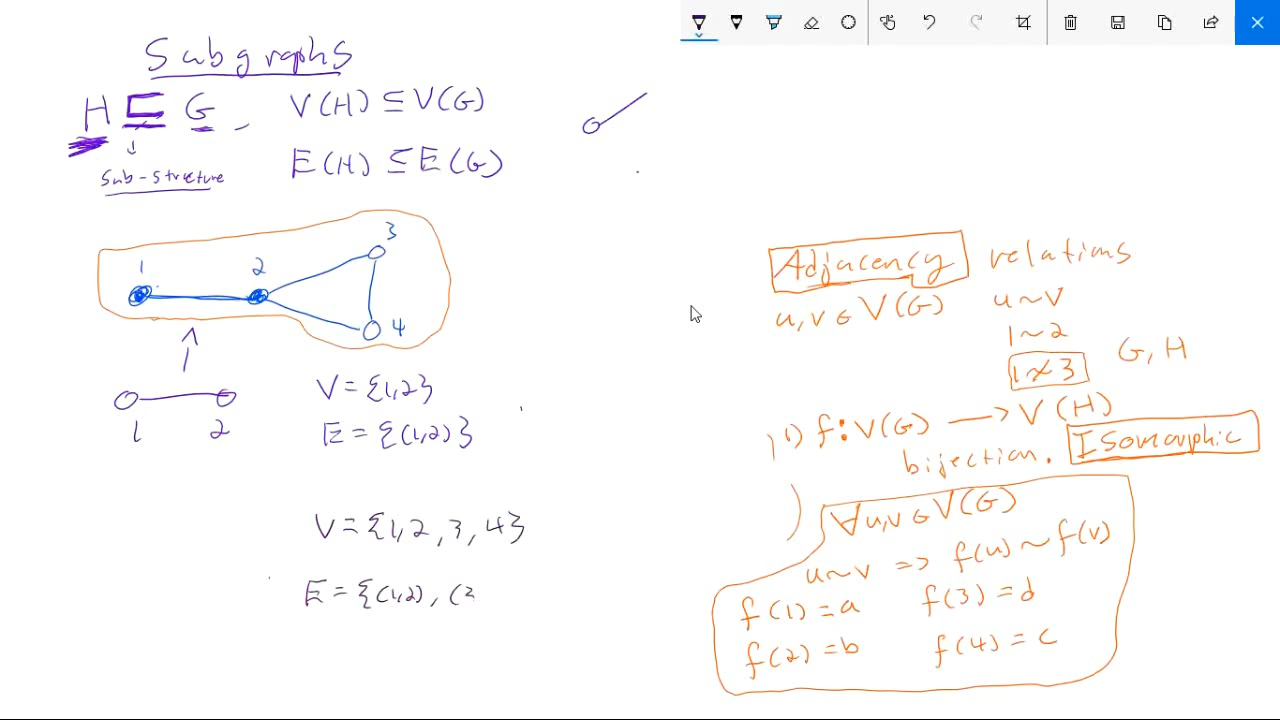 Subgraphs
H ⊑ G, V(H) ⊆ V(G)
E(H) ⊆ E(G)
Sub-structure
1 2 3 4
1 2
V = {1,2}
E = {(1,2)}
V = {1,2,3,4}
E = {(1,2), (3
Adjacency relations
u,v ∈ V(G) u~v
1~2
1≁3 G, H
1) f: V(G) → V(H)
bijection. Isomorphic
∀u,v ∈ V(G)
u~v => f(u) ~ f(v)
f(1) = a f(3) = d
f(2) = b f(4) = c